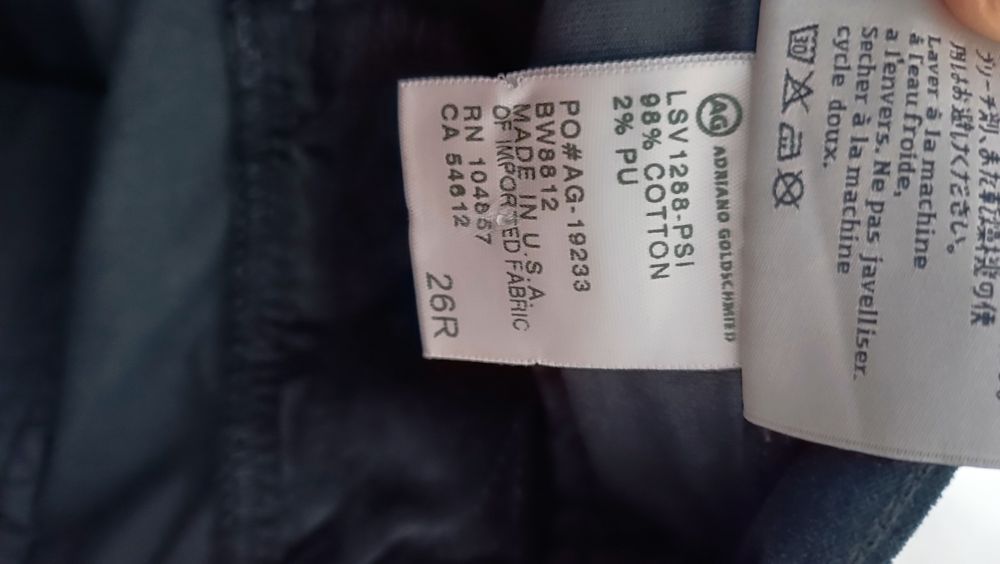 AG ADRIANO GOLDSCHMIED
LSV1288-PSI
98% COTTON
2% PU
PO#AG-19233
BW8812
MADE IN U.S.A.
OF IMPORTED FABRIC
RN 104857
CA 54612
26R
用はお避けください。
Laver à la machine
à l'eau froide,
à l'envers. Ne pas javelliser.
Secher à la machine
cycle doux.
30